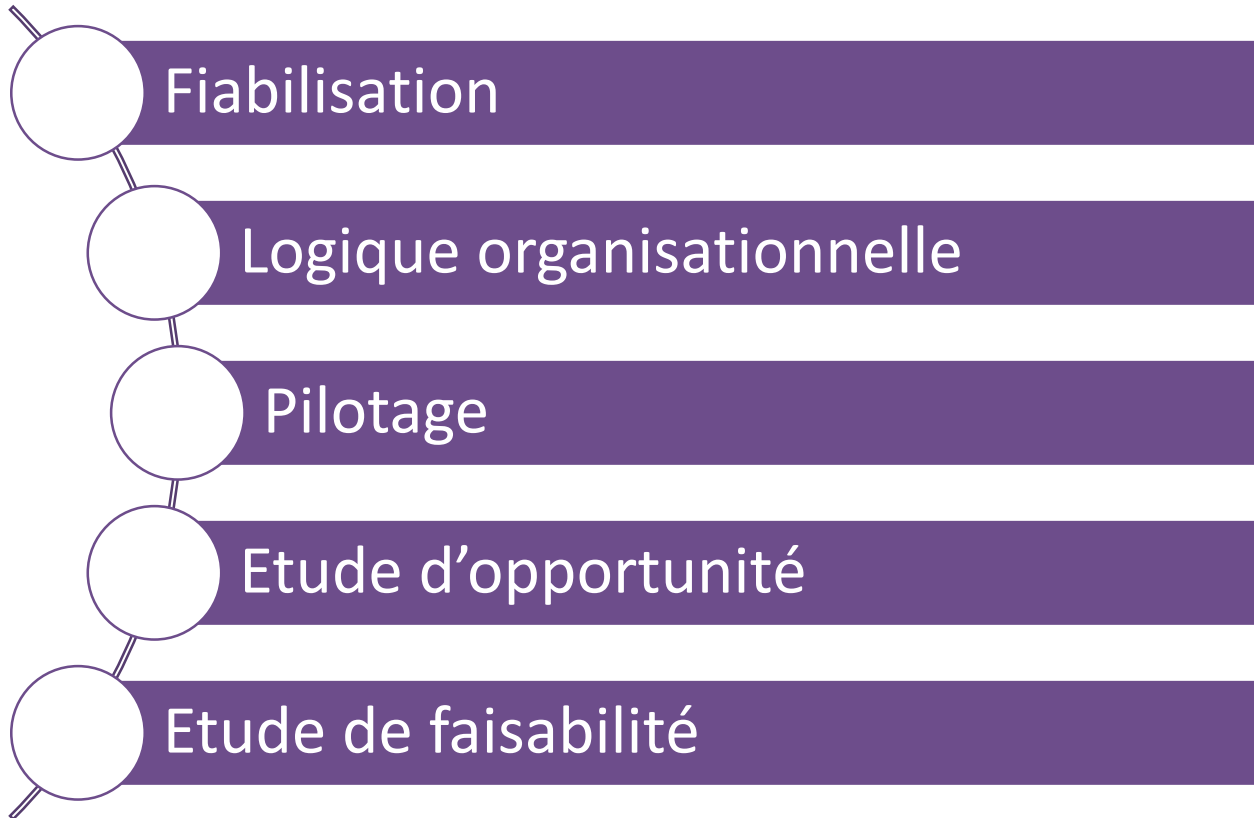 Fiabilisation
Logique organisationnelle
Pilotage
Etude d’opportunité
Etude de faisabilité